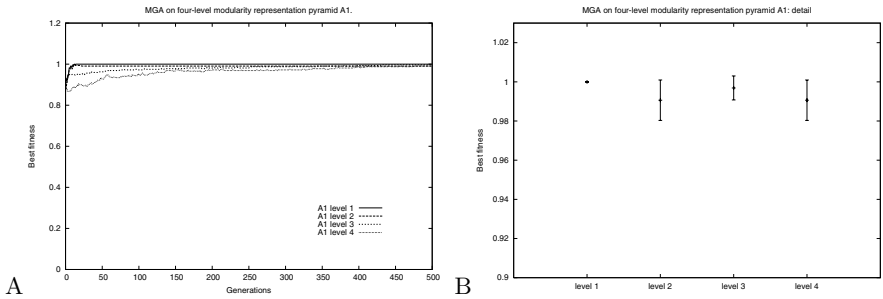 MGA on four-level modularity representation pyramid A1.
1.2
1
0.8
0.6
0.4
0.2
0
Best fitness
A1 level 1
A1 level 2
A1 level 3
A1 level 4
0 50 100 150 200 250 300 350 400 450 500
Generations
A
MGA on four-level modularity representation pyramid A1: detail
1.02
1
0.98
0.96
0.94
0.92
0.9
Best fitness
level 1 level 2 level 3 level 4
B